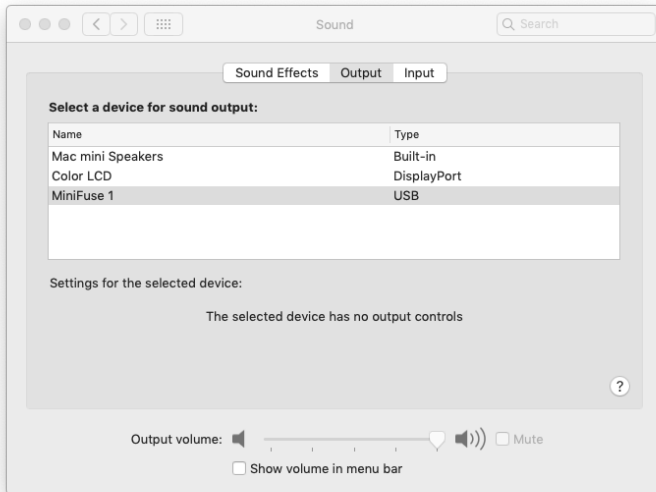 Sound
Search
Sound Effects Output Input
Select a device for sound output:
Name Type
Mac mini Speakers Built-in
Color LCD DisplayPort
MiniFuse 1 USB
Settings for the selected device:
The selected device has no output controls
?
Output volume: Mute
Show volume in menu bar